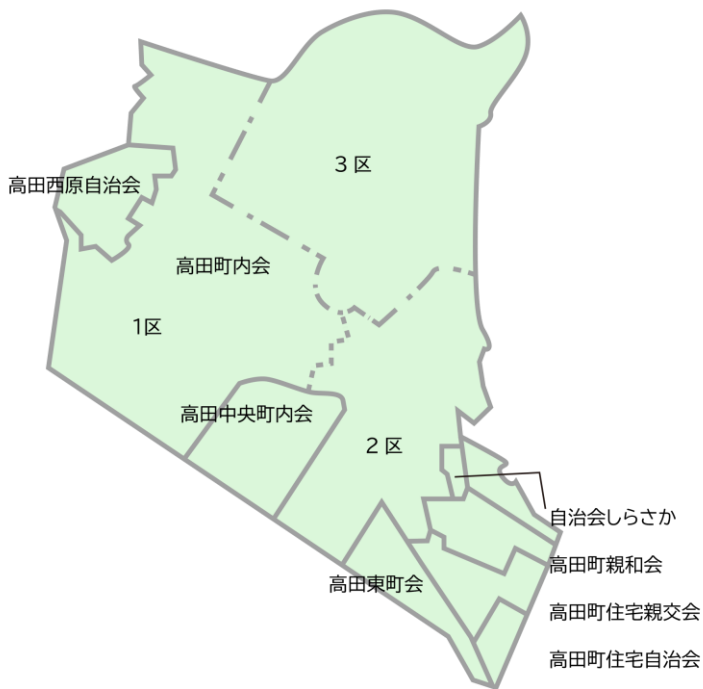 3区
高田西原自治会
高田町内会
1区
高田中央町内会
2区
自治会しらさか
高田町親和会
高田東町会
高田町住宅親交会
高田町住宅自治会